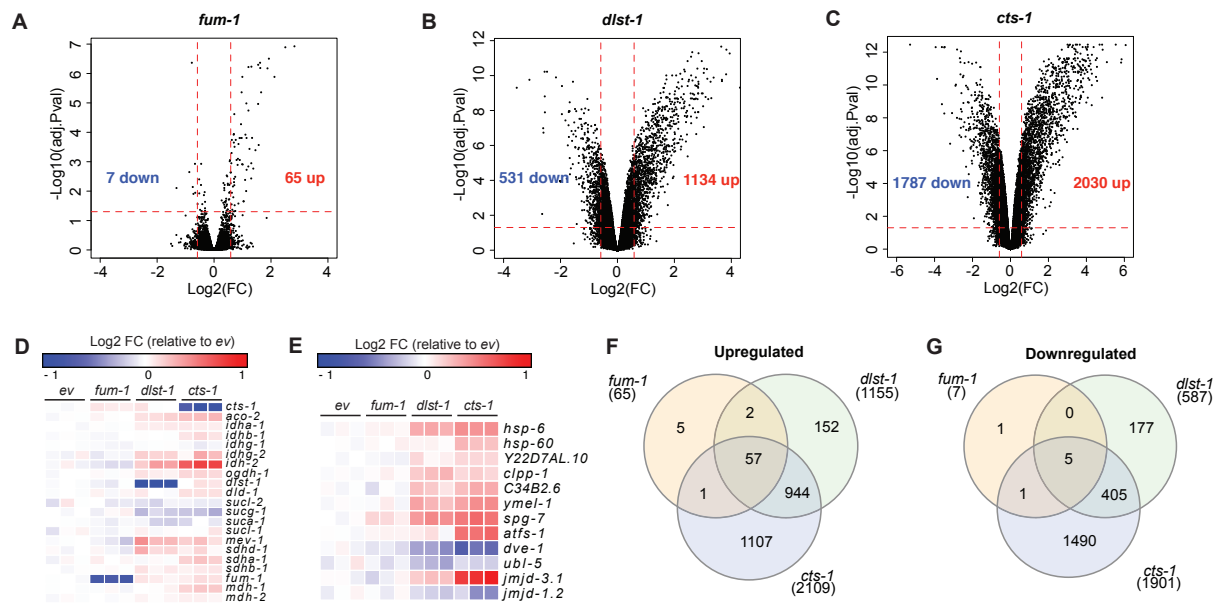 A
fum-1
-Log10(adj.Pval)
7
6
5
4
3
2
1
0
7 down
65 up
-4
-2
0
2
4
Log2(FC)
B
dlst-1
-Log10(adj.Pval)
12
10
8
6
4
2
0
531 down
1134 up
-4
-2
0
2
4
Log2(FC)
C
cts-1
-Log10(adj.Pval)
12
10
8
6
4
2
0
1787 down
2030 up
-6
-4
-2
0
2
4
6
Log2(FC)
D
Log2 FC (relative to ev)
- 1
0
1
ev
fum-1
dlst-1
cts-1
cts-1
aco-2
idha-1
idhb-1
idhg-1
idhg-2
idh-2
ogdh-1
dlst-1
dld-1
sucl-2
sucg-1
suca-1
sucl-1
mev-1
sdhd-1
sdha-1
sdhb-1
fum-1
mdh-1
mdh-2
E
Log2 FC (relative to ev)
- 1
0
1
ev
fum-1
dlst-1
cts-1
hsp-6
hsp-60
Y22D7AL.10
clpp-1
C34B2.6
ymel-1
spg-7
atfs-1
dve-1
ubl-5
jmjd-3.1
jmjd-1.2
F
Upregulated
fum-1
(65)
dlst-1
(1155)
5
2
152
57
1
944
1107
cts-1
(2109)
G
Downregulated
fum-1
(7)
dlst-1
(587)
1
0
177
5
1
405
1490
cts-1
(1901)